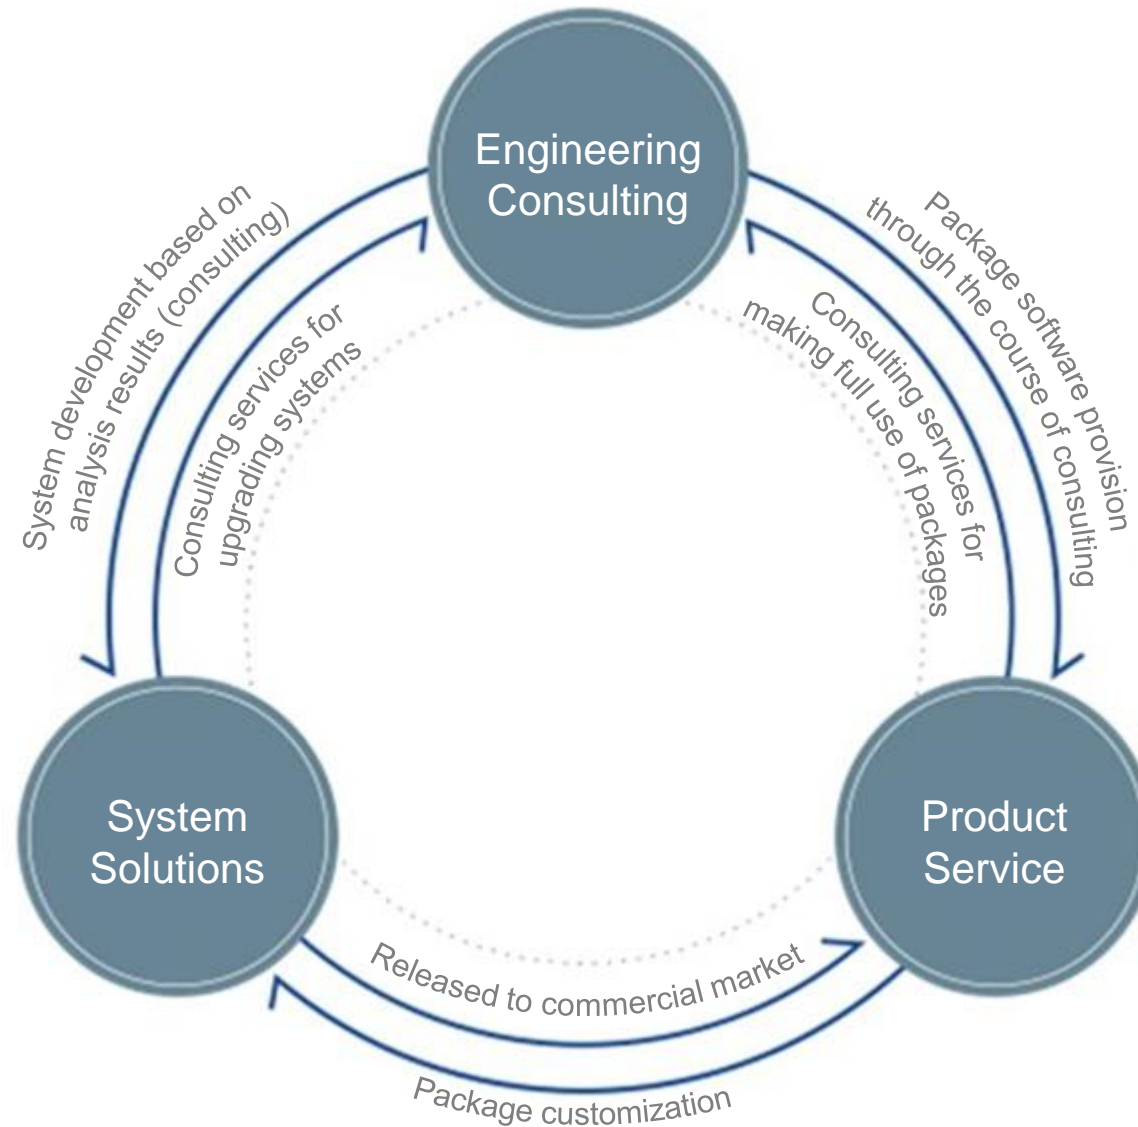 Engineering
Consulting
System development based on
analysis results (consulting)
Consulting services for
upgrading systems
Package software provision
through the course of consulting
Consulting services for
making full use of packages
System
Solutions
Product
Service
Released to commercial market
Package customization